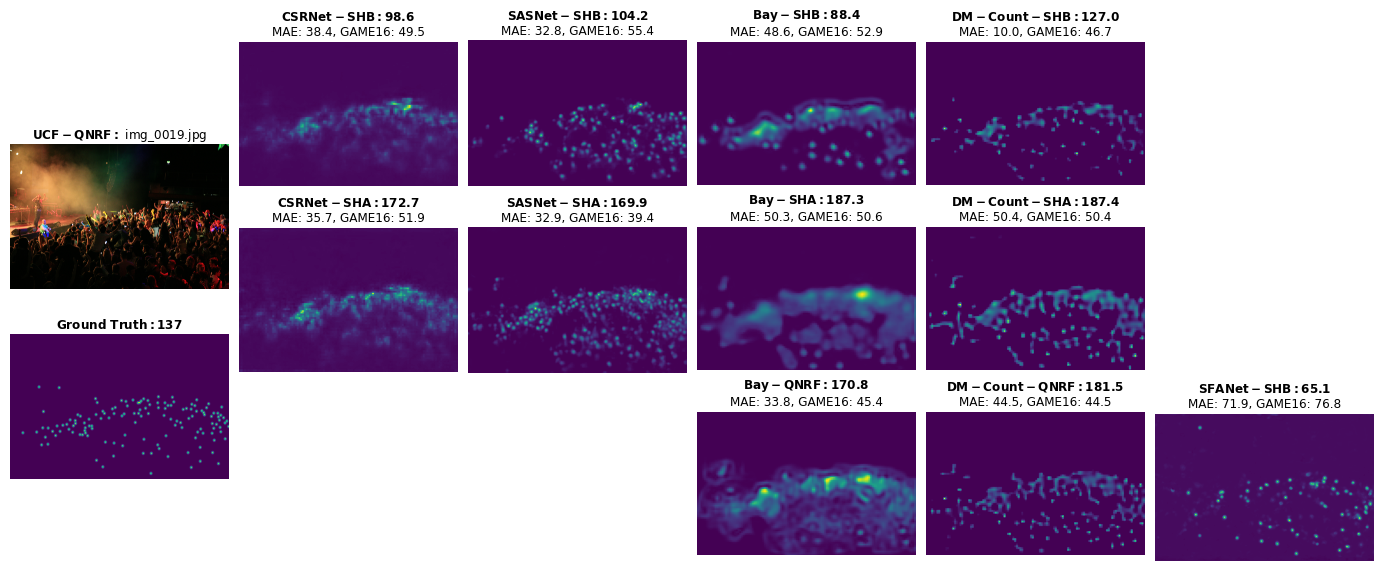 CSRNet−SHB: 98.6
MAE: 38.4, GAME16: 49.5
SASNet−SHB: 104.2
MAE: 32.8, GAME16: 55.4
Bay−SHB: 88.4
MAE: 48.6, GAME16: 52.9
DM−Count−SHB: 127.0
MAE: 10.0, GAME16: 46.7
UCF−QNRF: img_0019.jpg
CSRNet−SHA: 172.7
MAE: 35.7, GAME16: 51.9
SASNet−SHA: 169.9
MAE: 32.9, GAME16: 39.4
Bay−SHA: 187.3
MAE: 50.3, GAME16: 50.6
DM−Count−SHA: 187.4
MAE: 50.4, GAME16: 50.4
Ground Truth: 137
Bay−QNRF: 170.8
MAE: 33.8, GAME16: 45.4
DM−Count−QNRF: 181.5
MAE: 44.5, GAME16: 44.5
SFANet−SHB: 65.1
MAE: 71.9, GAME16: 76.8